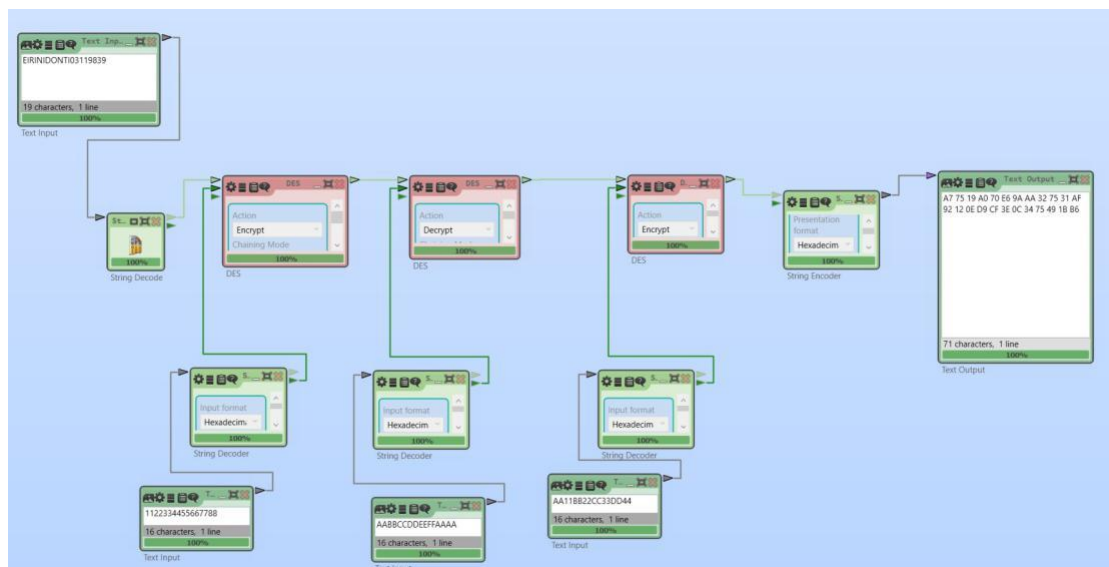 Text Inp...
EIRINIDONTI03119839
19 characters, 1 line
100%
Text Input
St..
100%
String Decode
DES
Action
Encrypt
Chaining Mode
100%
DES
DES
Action
Decrypt
100%
DES
D...
Action
Encrypt
100%
DES
S...
Presentation
format
Hexadecim
100%
String Encoder
Text Output
A7 75 19 A0 70 E6 9A AA 32 75 31 AF
92 12 0E D9 CF 3E 0C 34 75 49 1B B6
71 characters, 1 line
100%
Text Output
S...
Input format
Hexadecim
100%
String Decoder
S...
Input format
Hexadecim
100%
String Decoder
S...
Input format
Hexadecim
100%
String Decoder
T...
1122334455667788
16 characters, 1 line
100%
Text Input
T...
AABBCCDDEEFFAAAA
16 characters, 1 line
100%
T...
AA11BB22CC33DD44
16 characters, 1 line
100%
Text Input